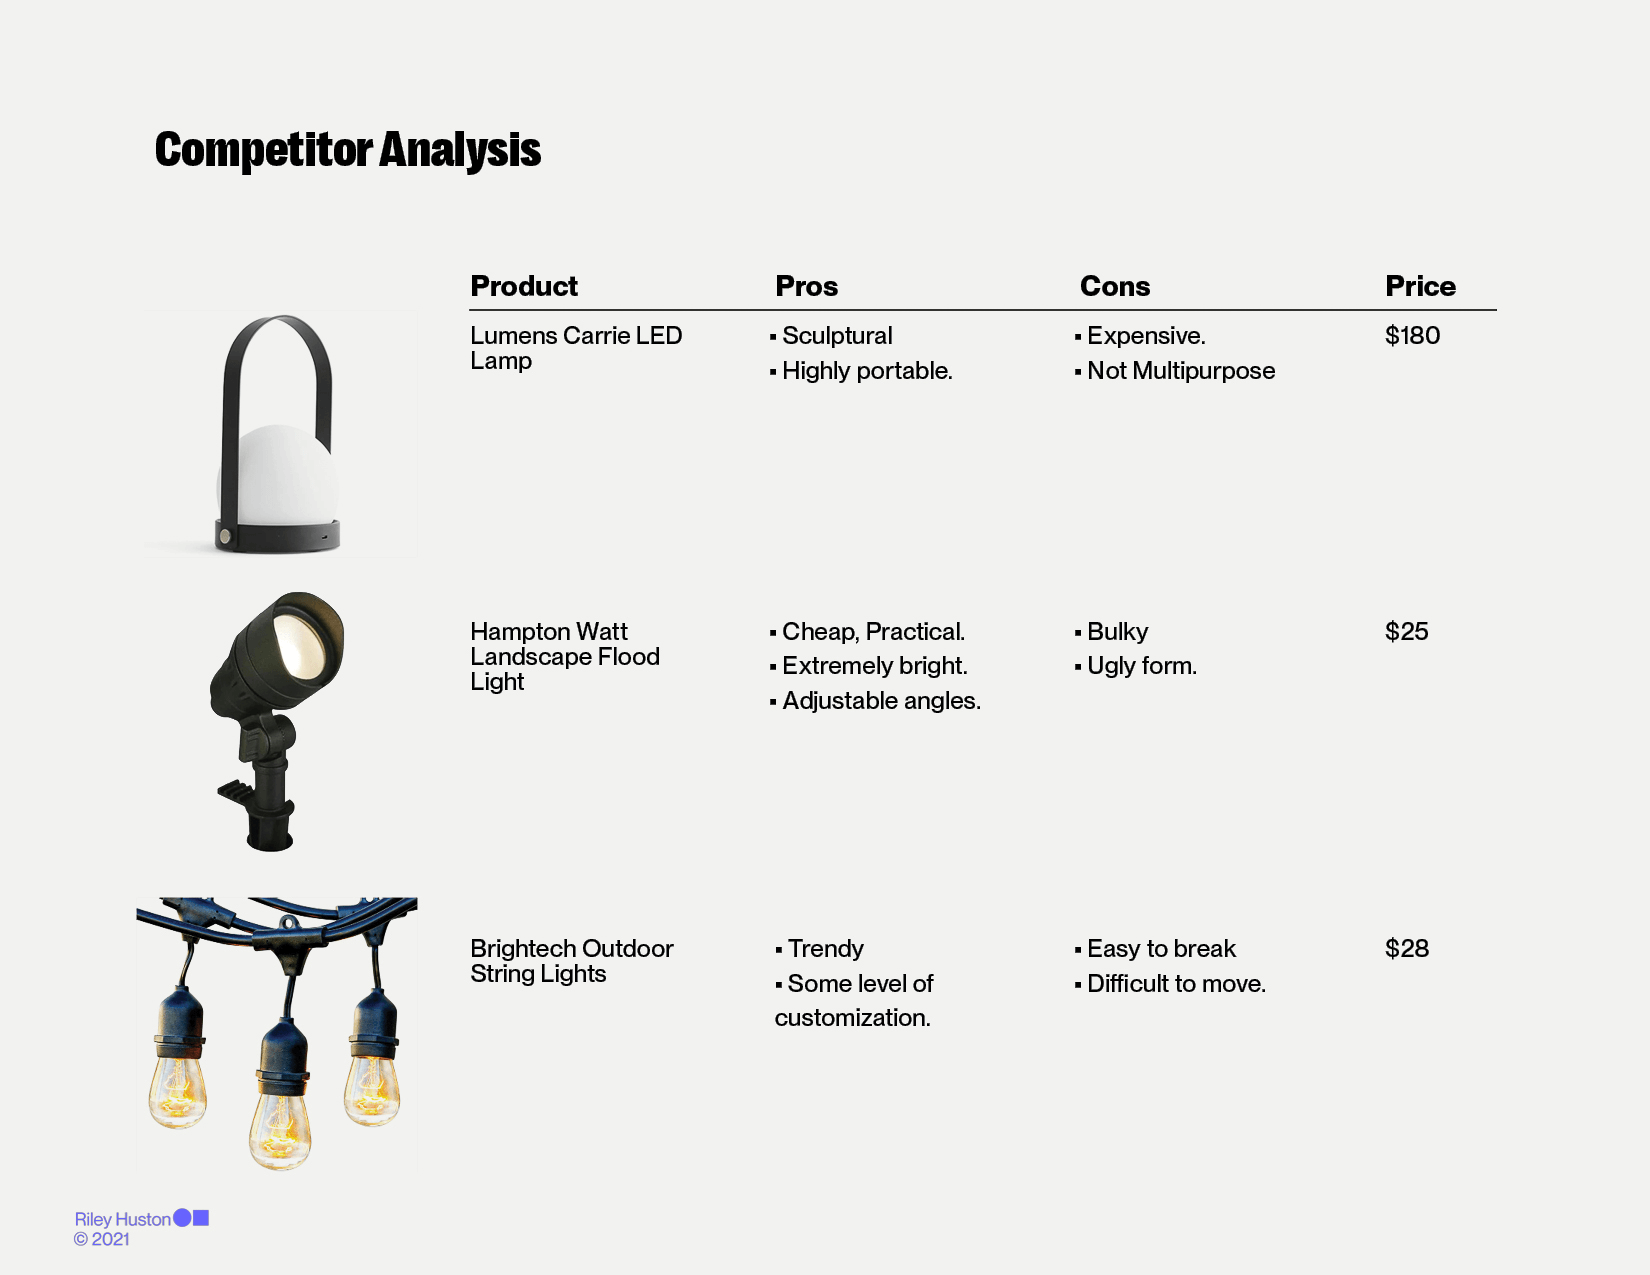 Competitor Analysis
Product Pros Cons Price
Lumens Carrie LED
Lamp
▪ Sculptural
▪ Highly portable.
▪ Expensive.
▪ Not Multipurpose
$180
Hampton Watt
Landscape Flood
Light
▪ Cheap, Practical.
▪ Extremely bright.
▪ Adjustable angles.
▪ Bulky
▪ Ugly form.
$25
Brightech Outdoor
String Lights
▪ Trendy
▪ Some level of
customization.
▪ Easy to break
▪ Difficult to move.
$28
Riley Huston
© 2021